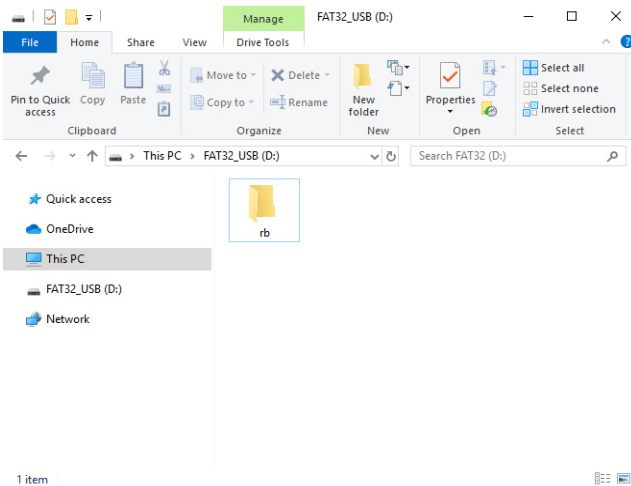 Manage
FAT32_USB (D:)
File
Home
Share
View
Drive Tools
Pin to Quick access
Copy
Paste
Move to
Copy to
Delete
Rename
New folder
Properties
Select all
Select none
Invert selection
Clipboard
Organize
New
Open
Select
This PC > FAT32_USB (D:)
Search FAT32 (D:)
Quick access
OneDrive
This PC
FAT32_USB (D:)
Network
rb
1 item